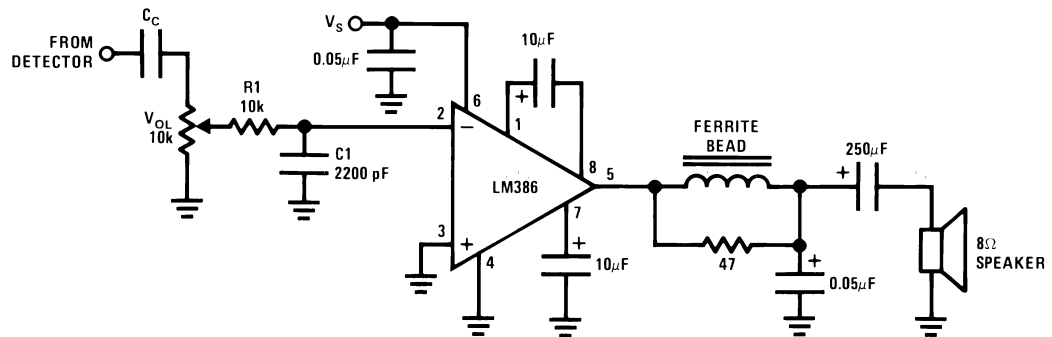 C_C
FROM
DETECTOR
V_OL
10k
R1
10k
C1
2200 pF
V_S
0.05μF
10μF
+
6
2
−
1
8
5
LM386
7
3
+
4
+
10μF
FERRITE
BEAD
47
250μF
+
+
0.05μF
8Ω
SPEAKER